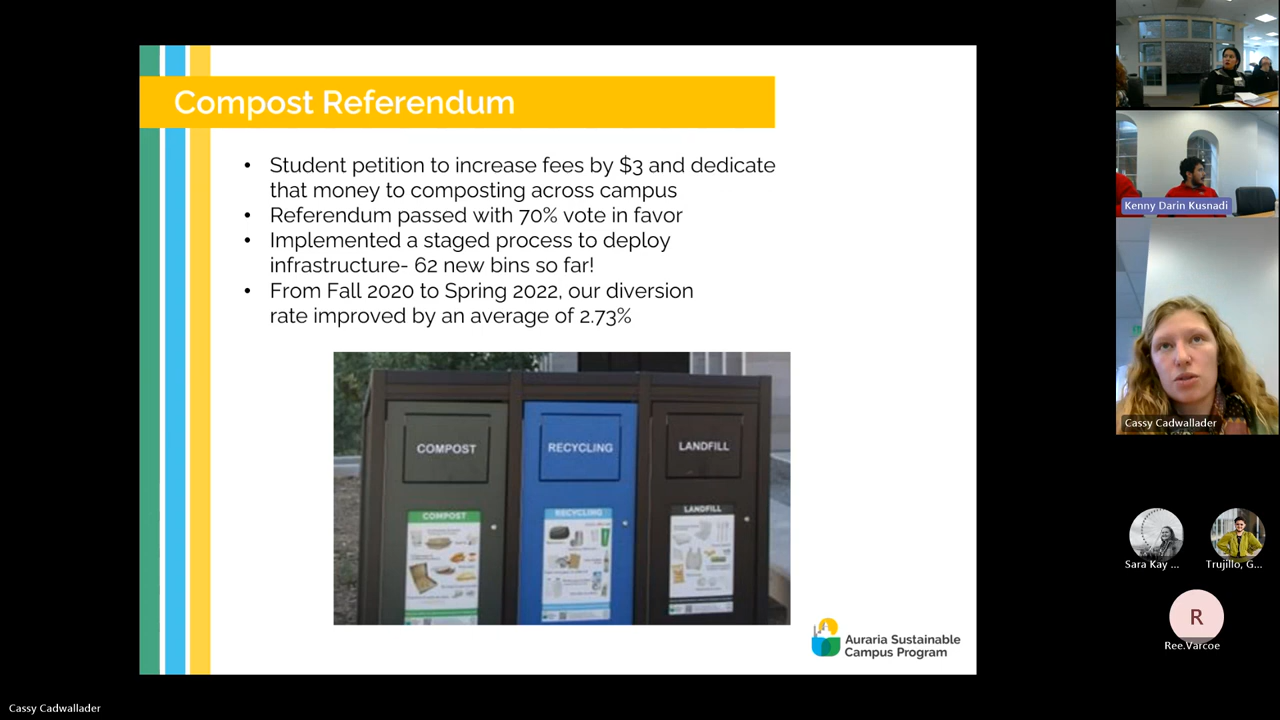 Compost Referendum
• Student petition to increase fees by $3 and dedicate
that money to composting across campus
• Referendum passed with 70% vote in favor
• Implemented a staged process to deploy
infrastructure- 62 new bins so far!
• From Fall 2020 to Spring 2022, our diversion
rate improved by an average of 2.73%
COMPOST
RECYCLING
LANDFILL
COMPOST
RECYCLING
LANDFILL
Auraria Sustainable
Campus Program
Kenny Darin Kusnadi
Cassy Cadwallader
Sara Kay ...
Trujillo, G...
R
Ree.Varcoe
Cassy Cadwallader